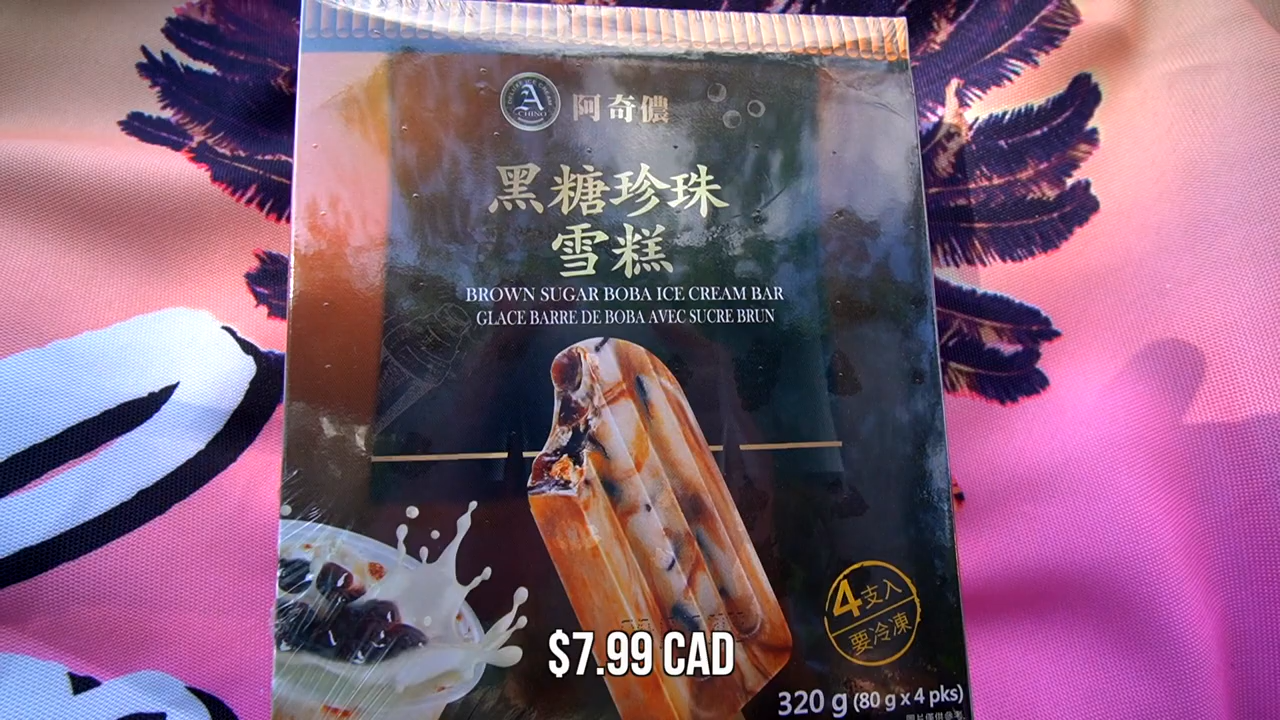 A
CHINO
阿奇儂
黑糖珍珠
雪糕
BROWN SUGAR BOBA ICE CREAM BAR
GLACE BARRE DE BOBA AVEC SUCRE BRUN
4支入
要冷凍
$7.99 CAD
320 g (80 g x 4 pks)